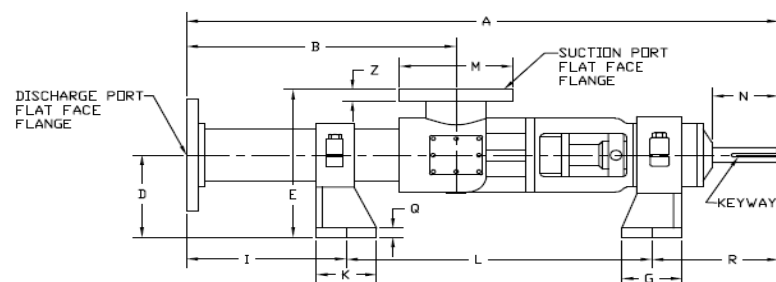 A
B
Z
M
SUCTION PORT
FLAT FACE
FLANGE
DISCHARGE PORT
FLAT FACE
FLANGE
N
D
E
Q
KEYWAY
I
L
R
K
G